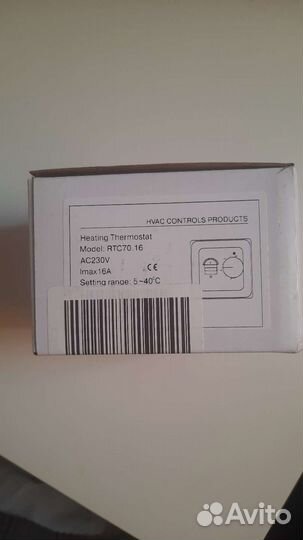 HVAC CONTROLS PRODUCTS
Heating Thermostat
Model: RTC70.16
AC230V
Imax16A CE
Setting range: 5~40°C
Avito